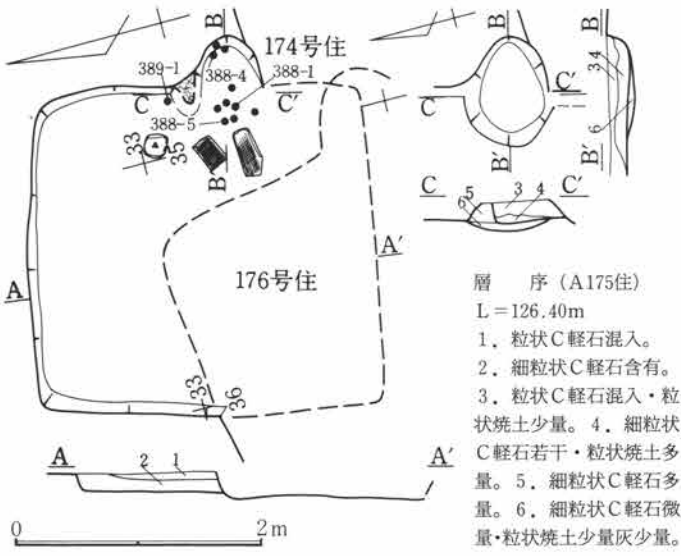 B
174号住
389-1
388-4
388-1
C
C′
388-5
33
35
B′
A
A′
176号住
33
36
A
2
1
A′
0
2m
B
C
C′
B′
B
3
4
6
B′
C
5
6
3
4
C′
層　序（A175住）
L＝126.40m
1．粒状C軽石混入。
2．細粒状C軽石含有。
3．粒状C軽石混入・粒
状焼土少量。4．細粒状
C軽石若干・粒状焼土多
量。5．細粒状C軽石多
量。6．細粒状C軽石微
量・粒状焼土少量灰少量。